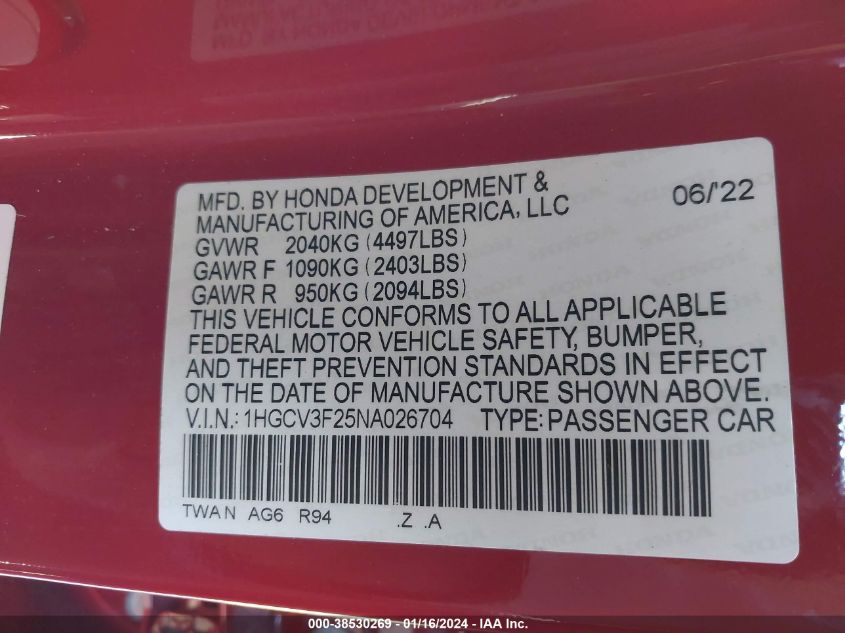 MFD. BY HONDA DEVELOPMENT &
MANUFACTURING OF AMERICA, LLC 06/'22
GVWR 2040KG (4497LBS)
GAWR F 1090KG (2403LBS)
GAWR R 950KG (2094LBS)
THIS VEHICLE CONFORMS TO ALL APPLICABLE
FEDERAL MOTOR VEHICLE SAFETY, BUMPER,
AND THEFT PREVENTION STANDARDS IN EFFECT
ON THE DATE OF MANUFACTURE SHOWN ABOVE.
V.I.N.: 1HGCV3F25NA026704 TYPE: PASSENGER CAR
TWAN AG6 R94 .Z .A
000-38530269 - 01/16/2024 - IAA Inc.